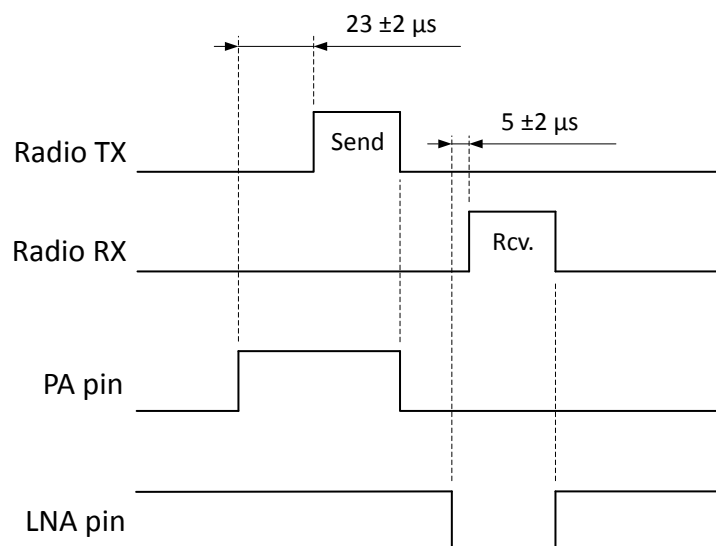 23 ±2 µs
Radio TX
Send
5 ±2 µs
Radio RX
Rcv.
PA pin
LNA pin